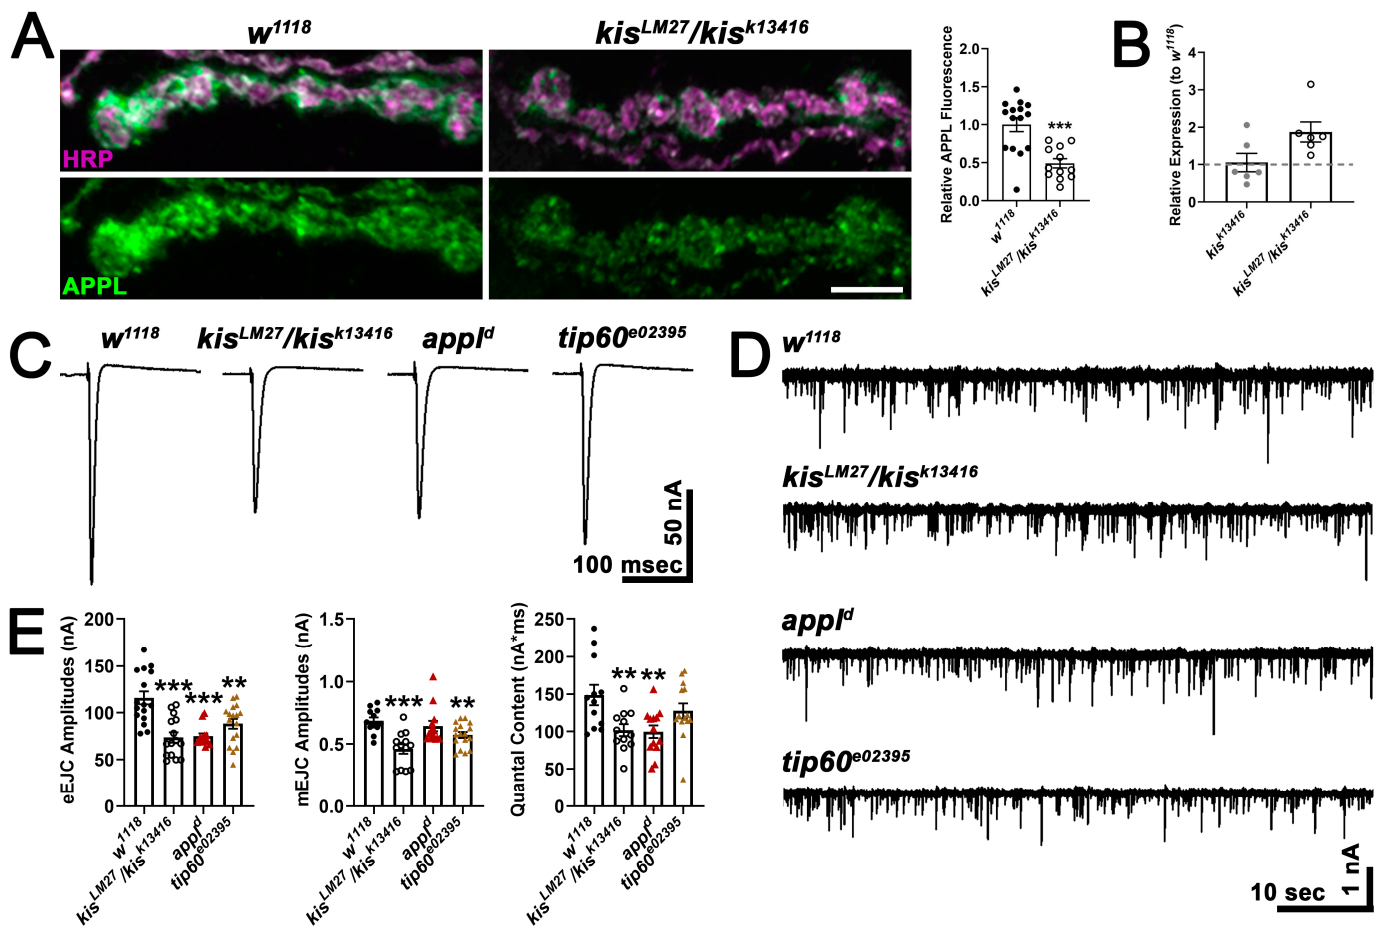 A
w1118
kisLM27/kisk13416
HRP
APPL
Relative APPL Fluorescence
2.0
1.5
1.0
0.5
0.0
***
w1118
kisLM27/kisk13416
B
Relative Expression (to w1118)
4
3
2
1
0
kisk13416
kisLM27/kisk13416
C
w1118
kisLM27/kisk13416
appld
tip60e02395
50 nA
100 msec
D
w1118
kisLM27/kisk13416
appld
tip60e02395
1 nA
10 sec
E
eEJC Amplitudes (nA)
200
150
100
50
0
***
***
**
w1118
kisLM27/kisk13416
appld
tip60e02395
mEJC Amplitudes (nA)
1.5
1.0
0.5
0.0
***
**
w1118
kisLM27/kisk13416
appld
tip60e02395
Quantal Content (nA*ms)
250
200
150
100
50
0
**
**
w1118
kisLM27/kisk13416
appld
tip60e02395